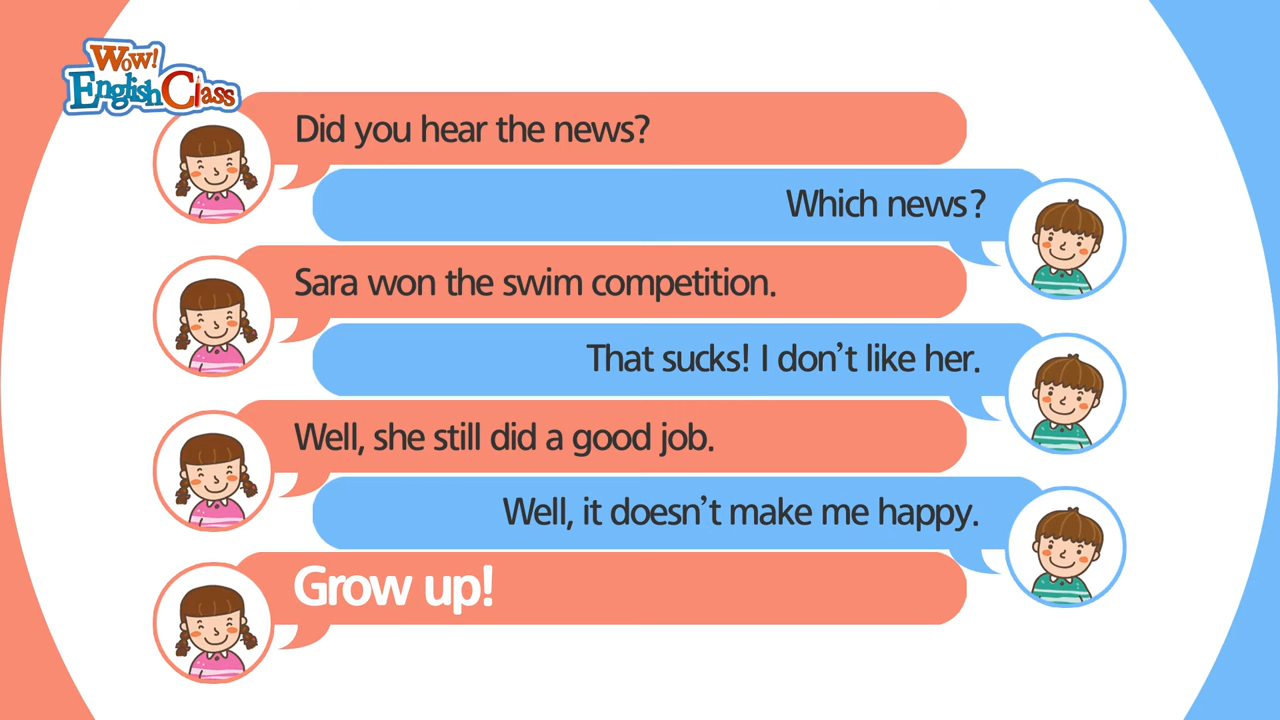 Wow!
English Class
Did you hear the news?
Which news?
Sara won the swim competition.
That sucks! I don’t like her.
Well, she still did a good job.
Well, it doesn’t make me happy.
Grow up!